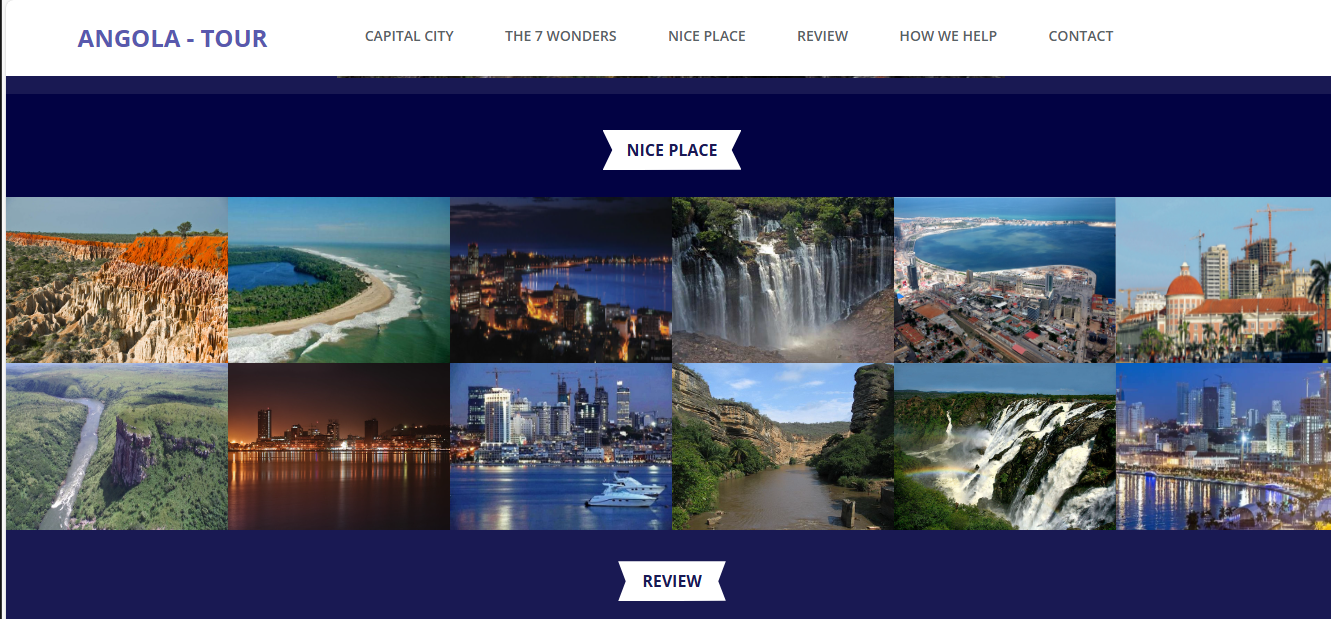 ANGOLA - TOUR
CAPITAL CITY THE 7 WONDERS NICE PLACE REVIEW HOW WE HELP CONTACT
NICE PLACE
REVIEW